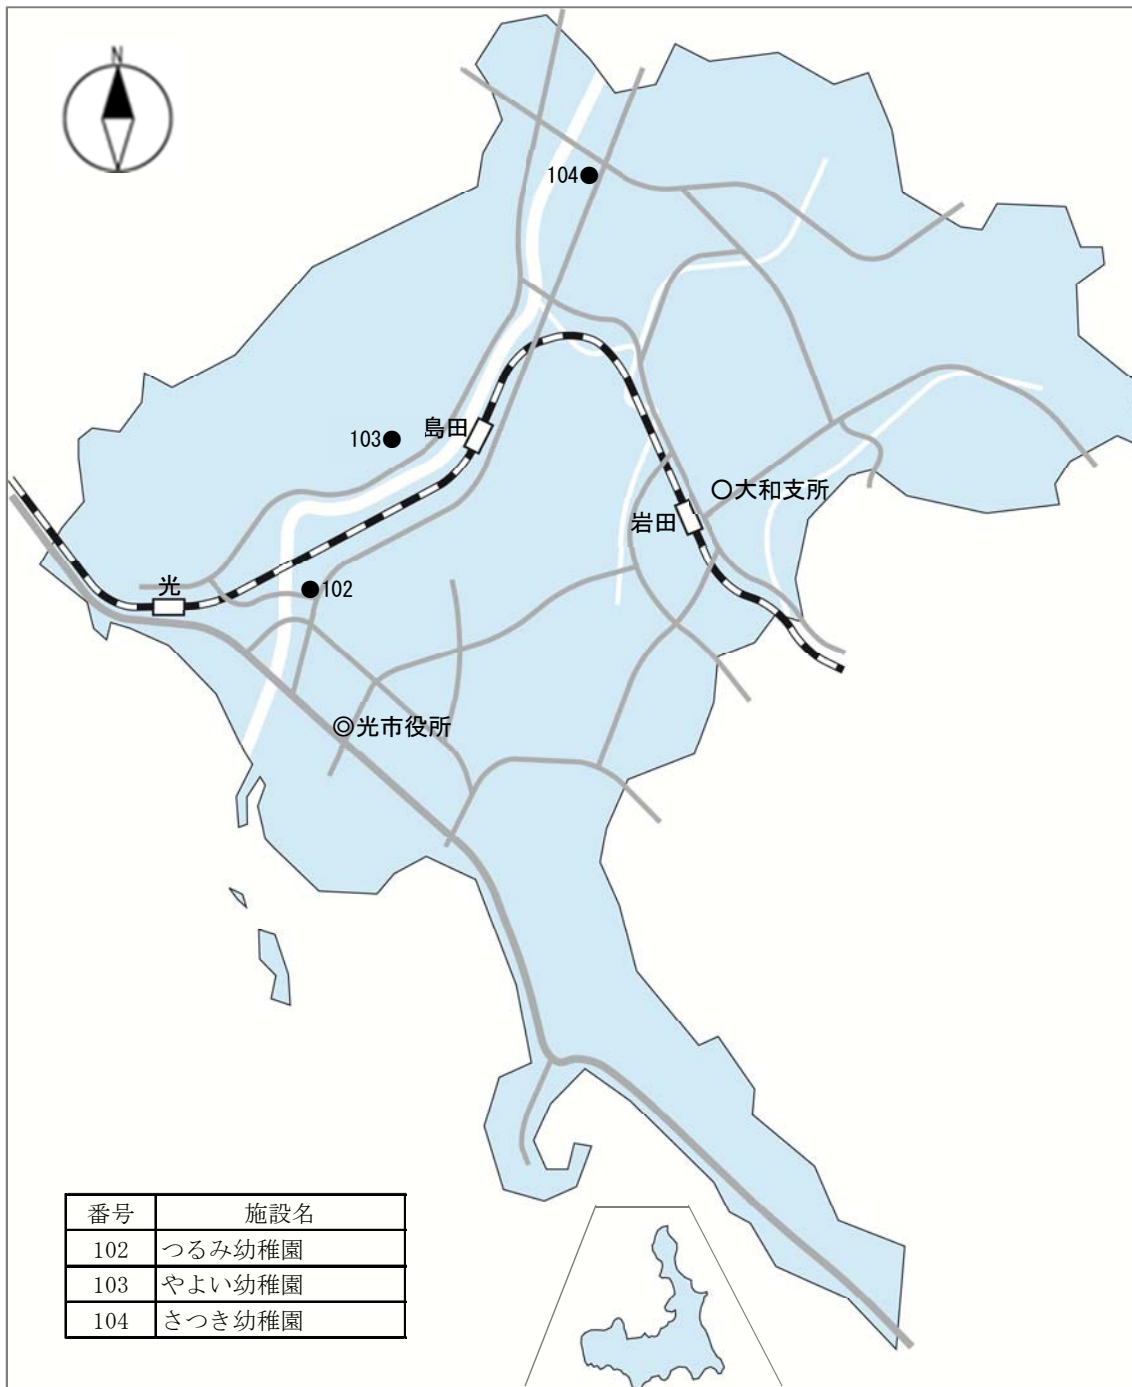 N
104●
島田
103●
〇大和支所
岩田
光
●102
◎光市役所
番号 施設名
102 つるみ幼稚園
103 やよい幼稚園
104 さつき幼稚園